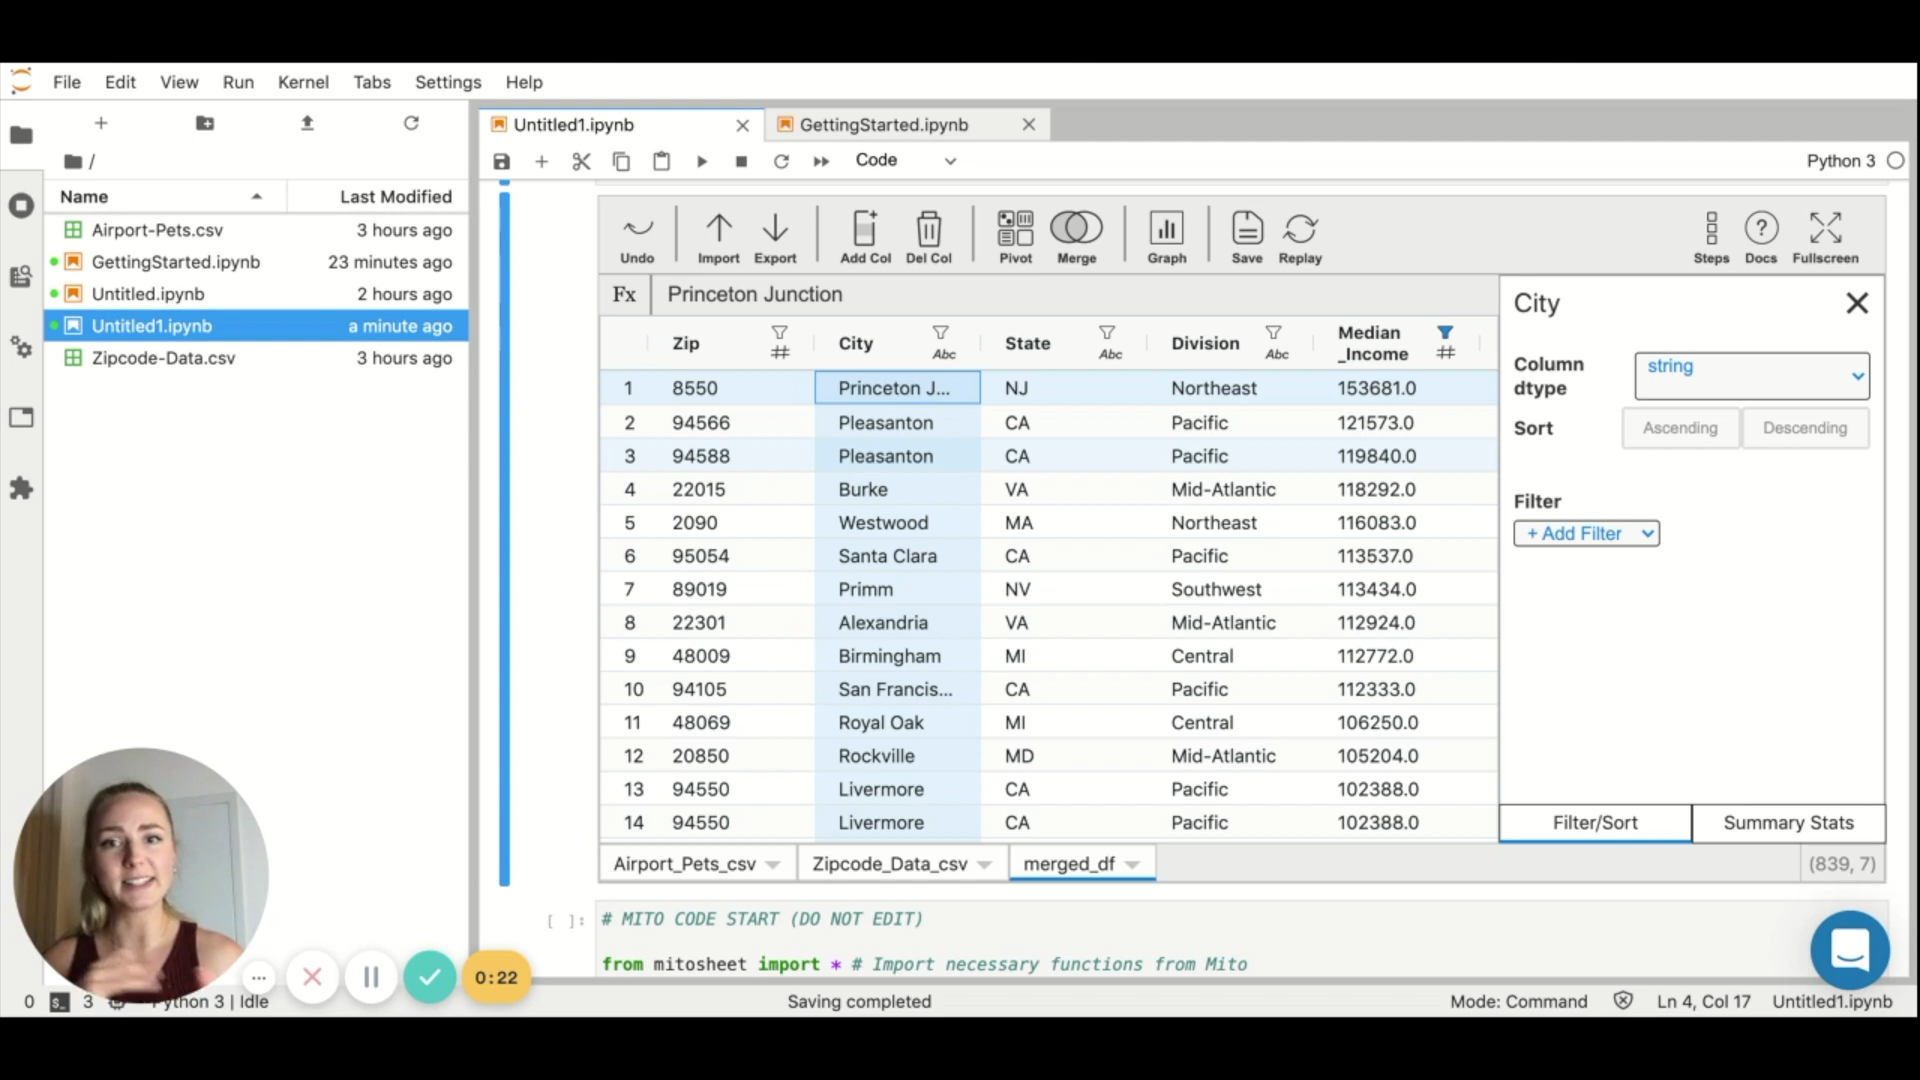 File Edit View Run Kernel Tabs Settings Help
Untitled1.ipynb GettingStarted.ipynb
/
Code Python 3
Name Last Modified
Airport-Pets.csv 3 hours ago
GettingStarted.ipynb 23 minutes ago
Untitled.ipynb 2 hours ago
Untitled1.ipynb a minute ago
Zipcode-Data.csv 3 hours ago
Undo Import Export Add Col Del Col Pivot Merge Graph Save Replay Steps Docs Fullscreen
Fx Princeton Junction
Zip # City Abc State Abc Division Abc Median_Income #
1 8550 Princeton J... NJ Northeast 153681.0
2 94566 Pleasanton CA Pacific 121573.0
3 94588 Pleasanton CA Pacific 119840.0
4 22015 Burke VA Mid-Atlantic 118292.0
5 2090 Westwood MA Northeast 116083.0
6 95054 Santa Clara CA Pacific 113537.0
7 89019 Primm NV Southwest 113434.0
8 22301 Alexandria VA Mid-Atlantic 112924.0
9 48009 Birmingham MI Central 112772.0
10 94105 San Francis... CA Pacific 112333.0
11 48069 Royal Oak MI Central 106250.0
12 20850 Rockville MD Mid-Atlantic 105204.0
13 94550 Livermore CA Pacific 102388.0
14 94550 Livermore CA Pacific 102388.0
City
Column dtype string
Sort Ascending Descending
Filter
+ Add Filter
Filter/Sort Summary Stats
Airport_Pets_csv Zipcode_Data_csv merged_df (839, 7)
[ ]: # MITO CODE START (DO NOT EDIT)
from mitosheet import * # Import necessary functions from Mito
0:22
0 $_ 3 Python 3 | Idle Saving completed Mode: Command Ln 4, Col 17 Untitled1.ipynb